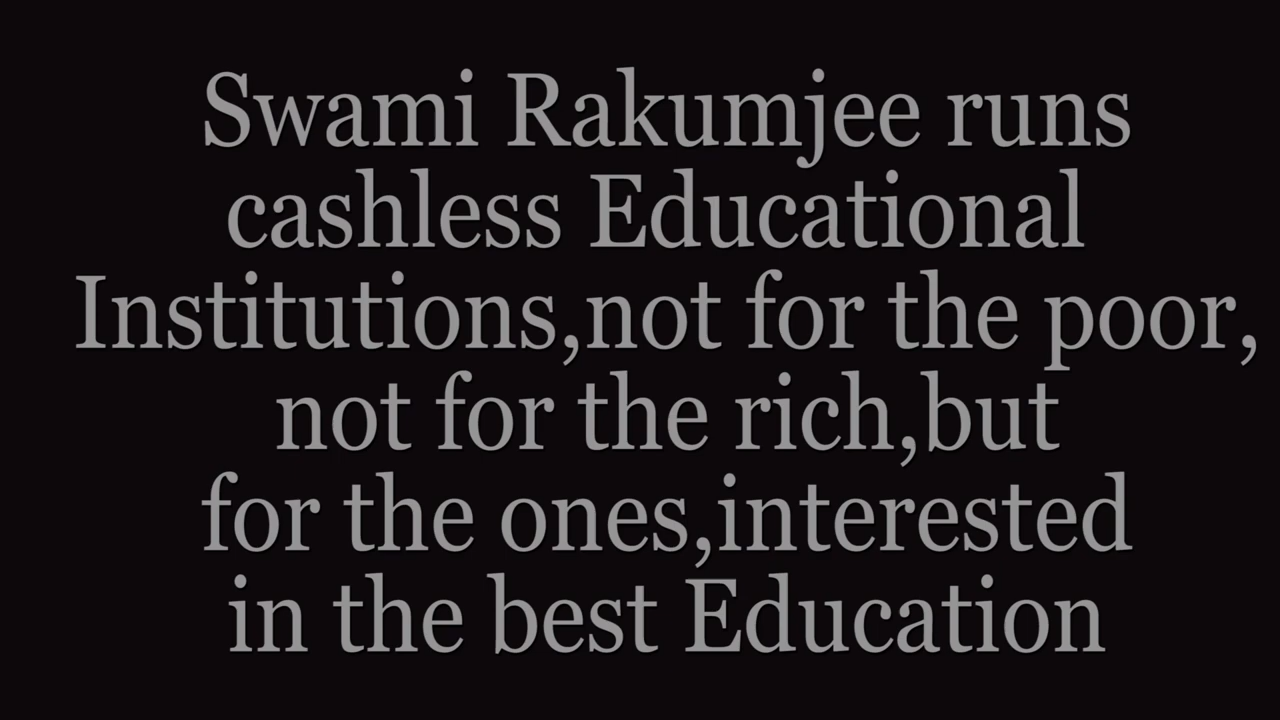 Swami Rakumjee runs
cashless Educational
Institutions,not for the poor,
not for the rich,but
for the ones,interested
in the best Education